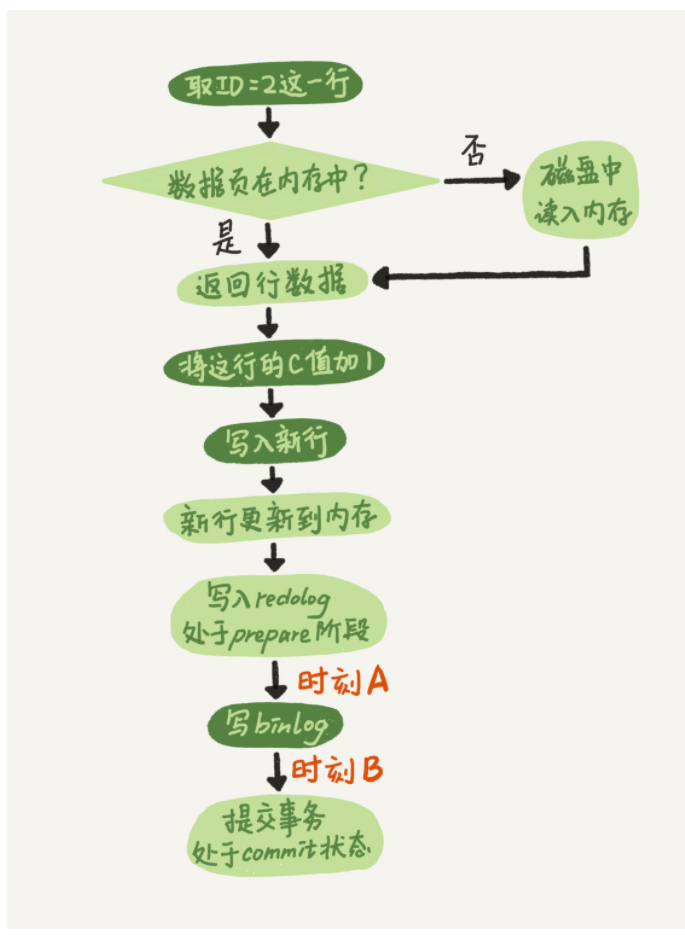 取ID=2这一行
数据页在内存中?
否
磁盘中
读入内存
是
返回行数据
将这行的C值加1
写入新行
新行更新到内存
写入redolog
处于prepare阶段
时刻A
写binlog
时刻B
提交事务
处于commit状态